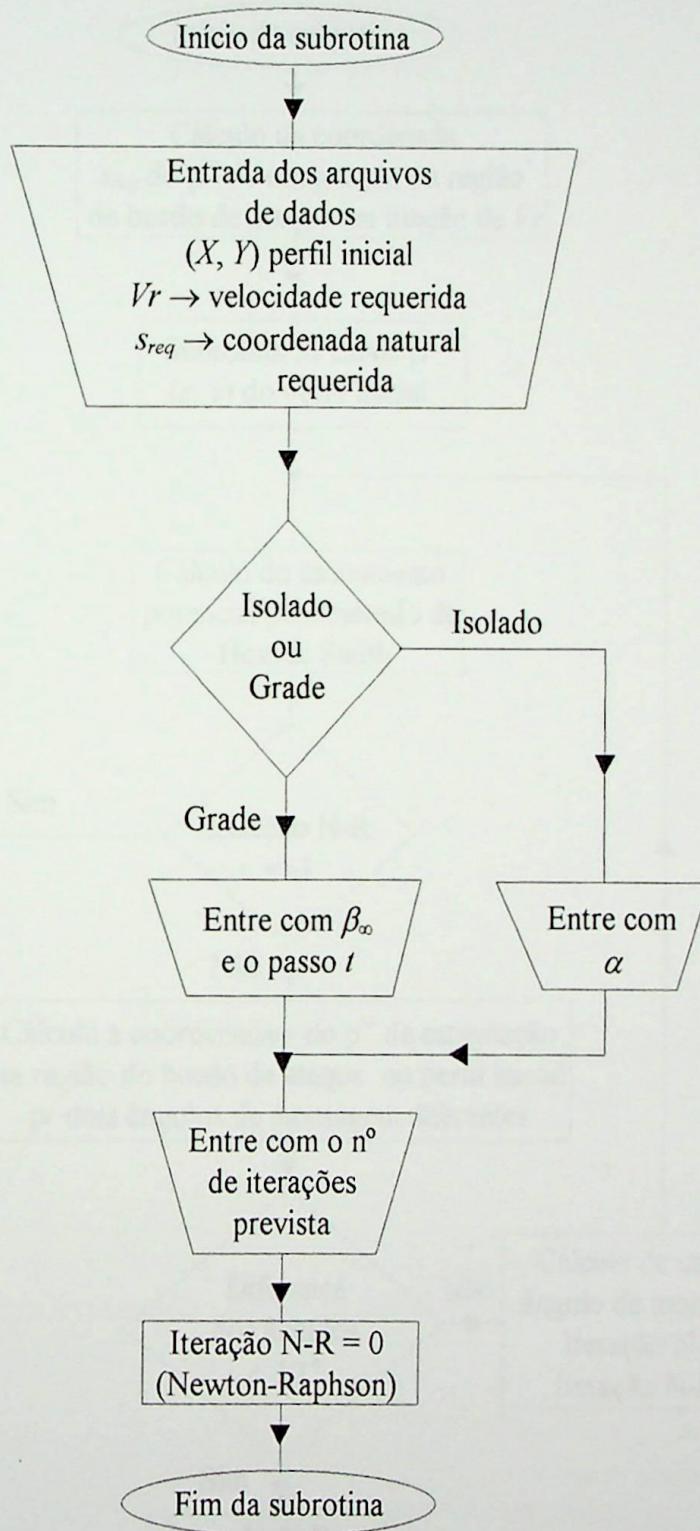 Início da subrotina
Entrada dos arquivos
de dados
(X, Y) perfil inicial
Vr → velocidade requerida
s_req → coordenada natural
requerida
Isolado
ou
Grade
Isolado
Grade
Entre com β∞
e o passo t
Entre com
α
Entre com o nº
de iterações
prevista
Iteração N-R = 0
(Newton-Raphson)
Fim da subrotina